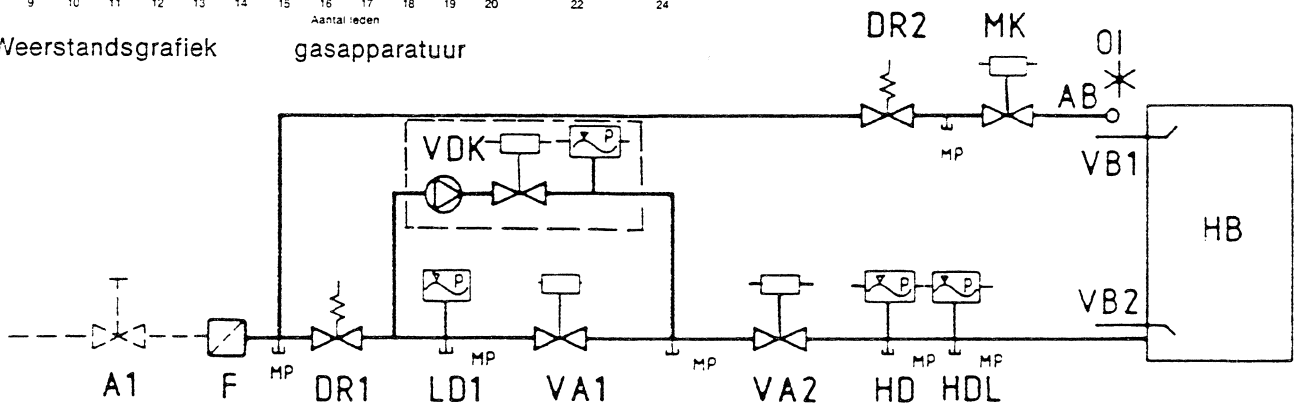 9 10 11 12 13 14 15 16 17 18 19 20 22 24
Aantal leden
Weerstandsgrafiek gasapparatuur
DR2 MK OI
AB
MP
VDK P
VB1
HB
P P P
VB2
MP MP MP MP MP
A1 F DR1 LD1 VA1 VA2 HD HDL